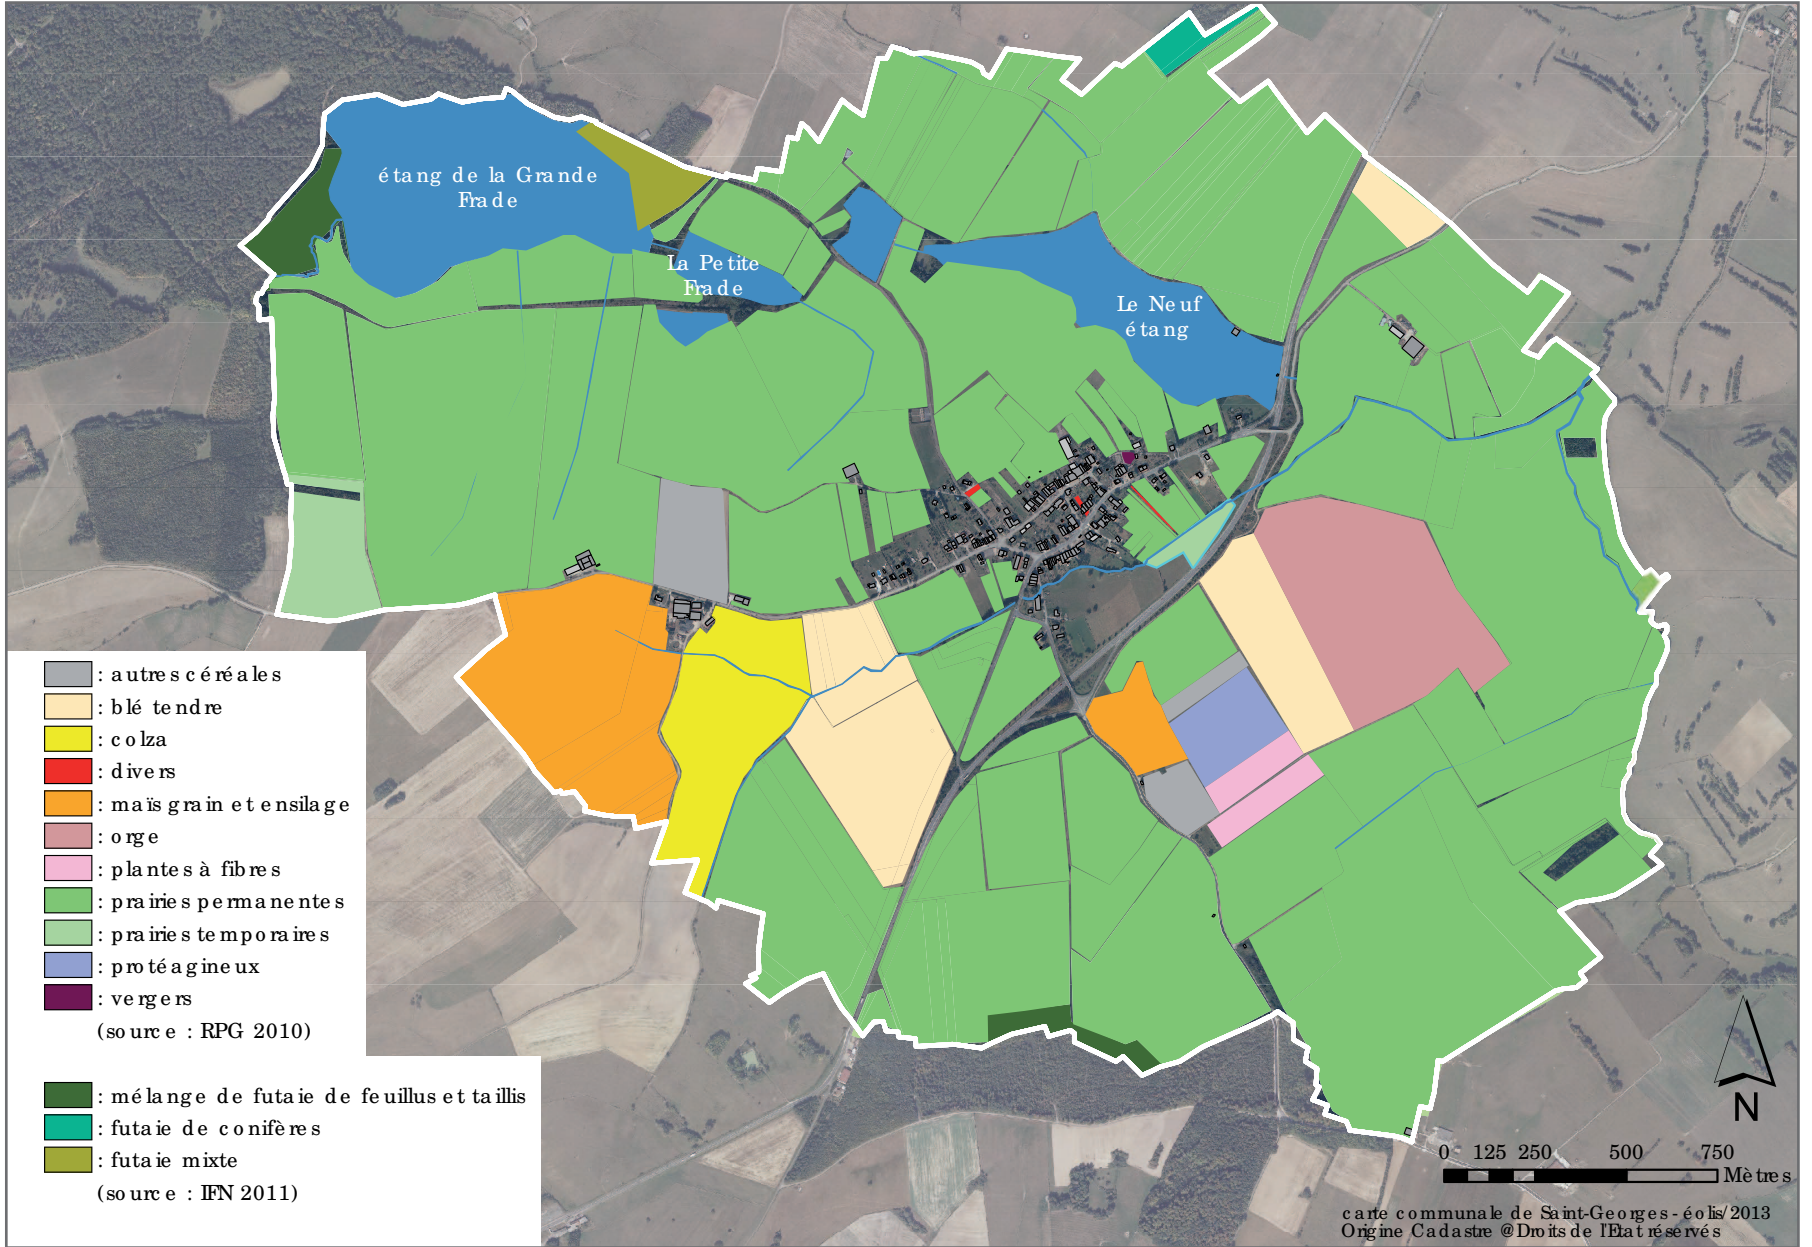 étang de la Grande
Frade
La Petite
Frade
Le Neuf
étang
: autres céréales
: blé tendre
: colza
: divers
: maïs grain et ensilage
: orge
: plantes à fibres
: prairies permanentes
: prairies temporaires
: protéagineux
: vergers
(source : RPG 2010)
: mélange de futaie de feuillus et taillis
: futaie de conifères
: futaie mixte
(source : IFN 2011)
N
0 125 250 500 750
Mètres
carte communale de Saint-Georges - éolis/2013
Origine Cadastre @Droits de l'Etat réservés